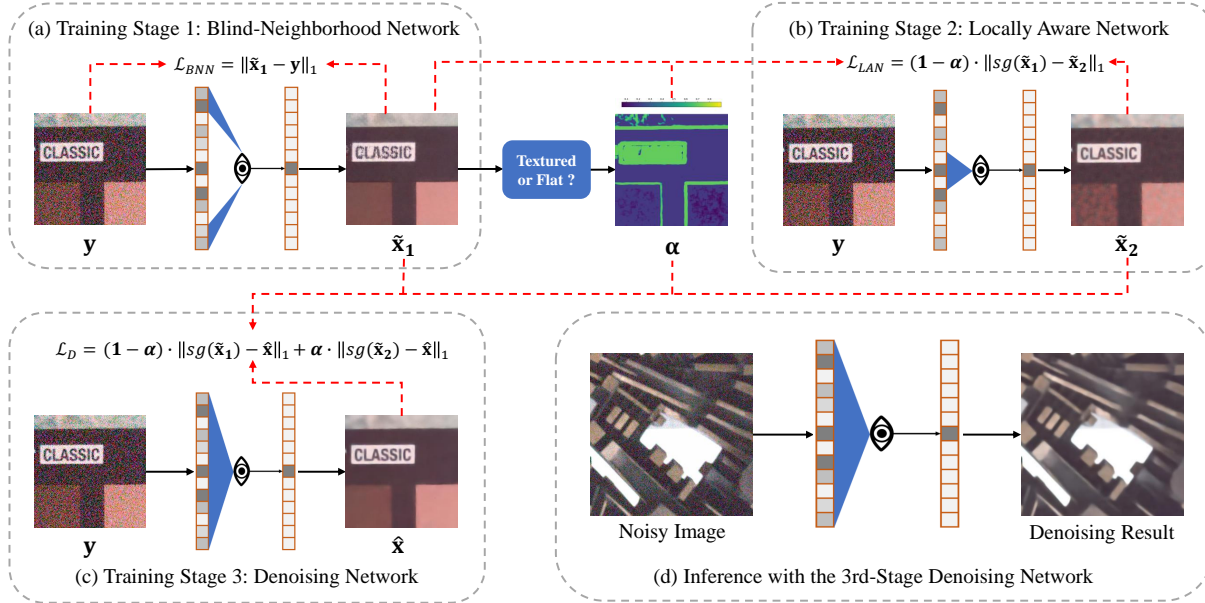 (a) Training Stage 1: Blind-Neighborhood Network
ℒ_BNN = ‖x̃₁ − y‖₁
CLASSIC
CLASSIC
y
x̃₁
Textured
or Flat ?
α
(b) Training Stage 2: Locally Aware Network
ℒ_LAN = (1 − α) · ‖sg(x̃₁) − x̃₂‖₁
CLASSIC
CLASSIC
y
x̃₂
ℒ_D = (1 − α) · ‖sg(x̃₁) − x̂‖₁ + α · ‖sg(x̃₂) − x̂‖₁
CLASSIC
CLASSIC
y
x̂
(c) Training Stage 3: Denoising Network
Noisy Image
Denoising Result
(d) Inference with the 3rd-Stage Denoising Network